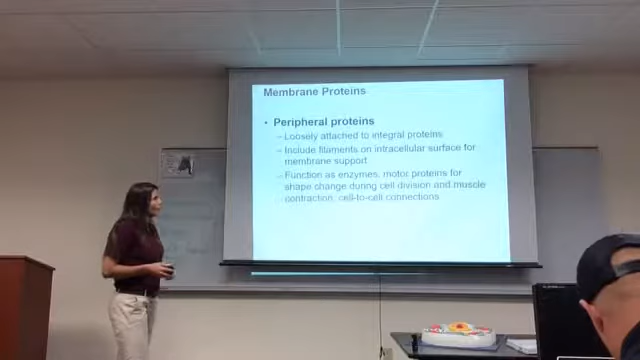 Membrane Proteins
• Peripheral proteins
– Loosely attached to integral proteins
– Include filaments on intracellular surface for
membrane support
– Function as enzymes, motor proteins for
shape change during cell division and muscle
contraction, cell-to-cell connections